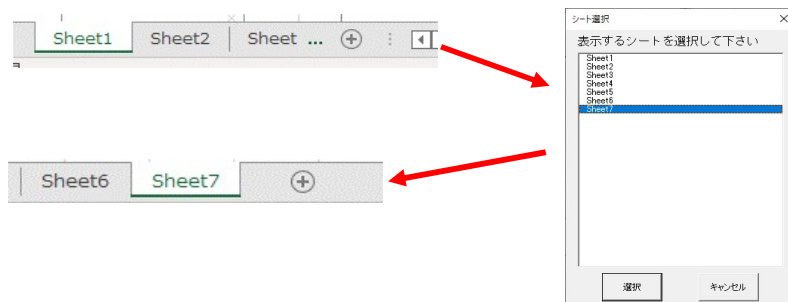 Sheet1 Sheet2 Sheet ...
シート選択
表示するシートを選択して下さい
Sheet1
Sheet2
Sheet3
Sheet4
Sheet5
Sheet6
Sheet7
Sheet6 Sheet7
選択 キャンセル